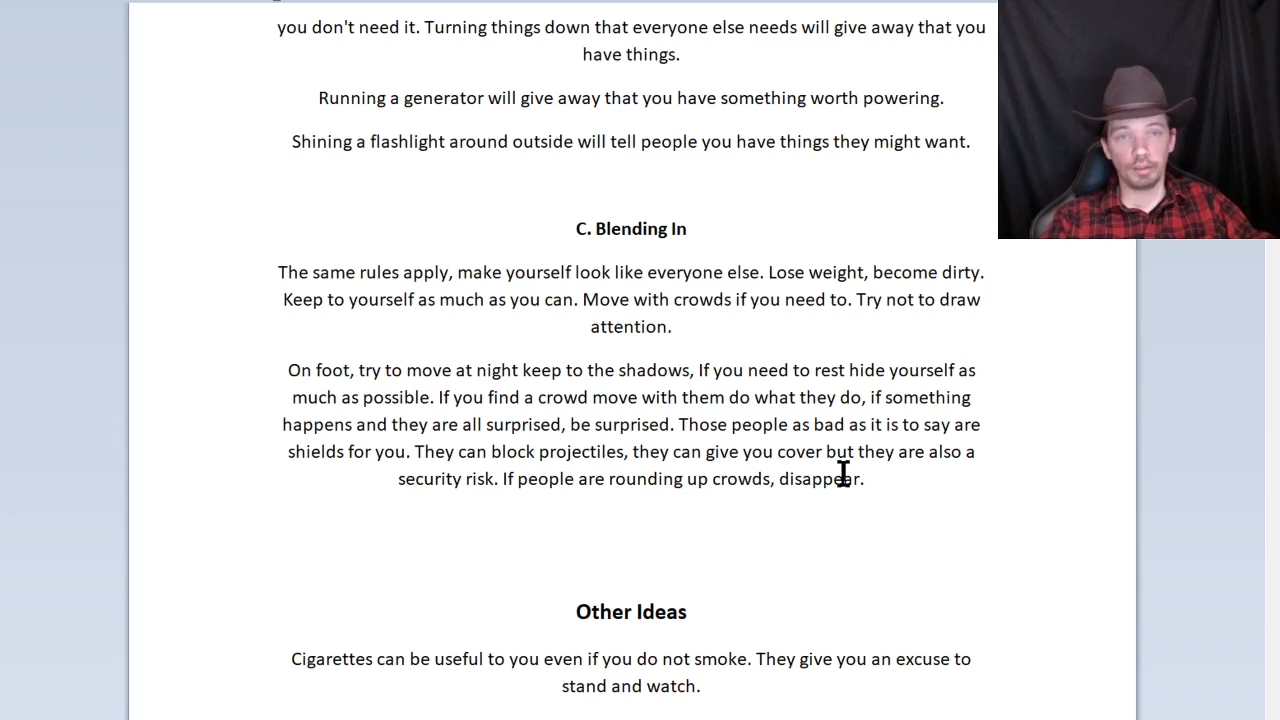 you don't need it. Turning things down that everyone else needs will give away that you
have things.
Running a generator will give away that you have something worth powering.
Shining a flashlight around outside will tell people you have things they might want.
C. Blending In
The same rules apply, make yourself look like everyone else. Lose weight, become dirty.
Keep to yourself as much as you can. Move with crowds if you need to. Try not to draw
attention.
On foot, try to move at night keep to the shadows, If you need to rest hide yourself as
much as possible. If you find a crowd move with them do what they do, if something
happens and they are all surprised, be surprised. Those people as bad as it is to say are
shields for you. They can block projectiles, they can give you cover but they are also a
security risk. If people are rounding up crowds, disappear.
Other Ideas
Cigarettes can be useful to you even if you do not smoke. They give you an excuse to
stand and watch.